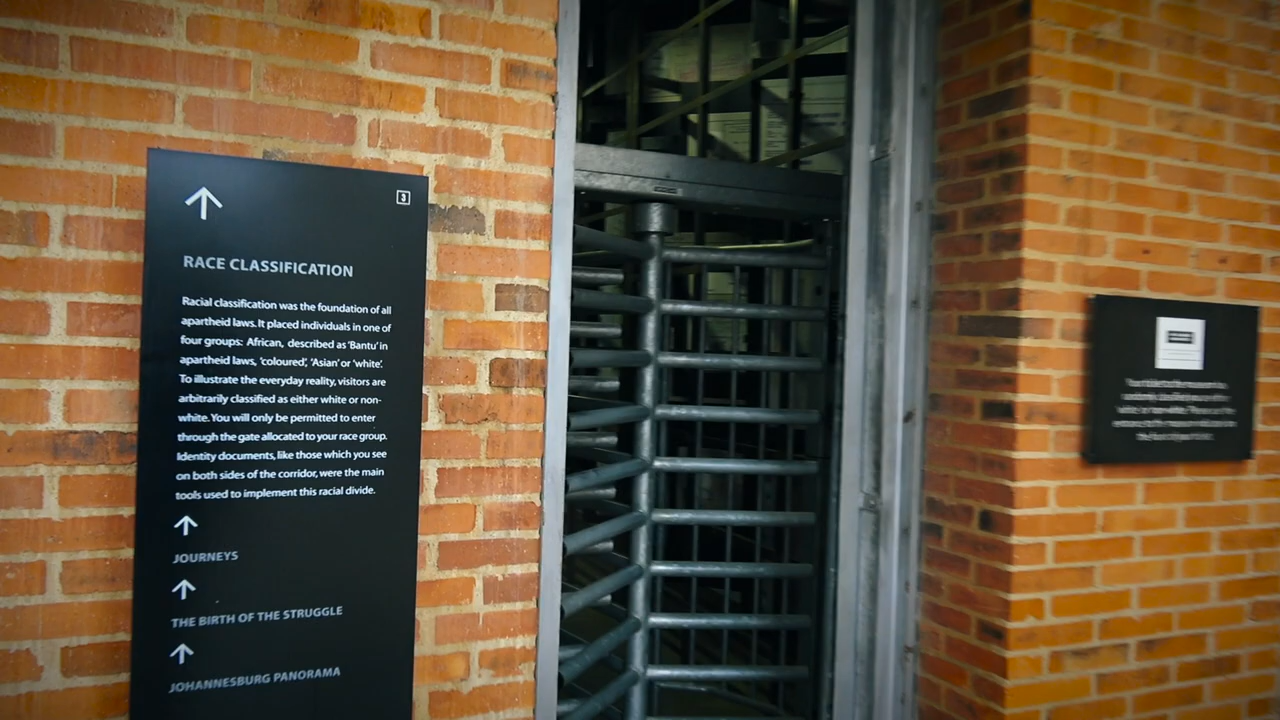 3
RACE CLASSIFICATION
Racial classification was the foundation of all
apartheid laws. It placed individuals in one of
four groups: African, described as 'Bantu' in
apartheid laws, 'coloured', 'Asian' or 'white'.
To illustrate the everyday reality, visitors are
arbitrarily classified as either white or non-
white. You will only be permitted to enter
through the gate allocated to your race group.
Identity documents, like those which you see
on both sides of the corridor, were the main
tools used to implement this racial divide.
JOURNEYS
THE BIRTH OF THE STRUGGLE
JOHANNESBURG PANORAMA